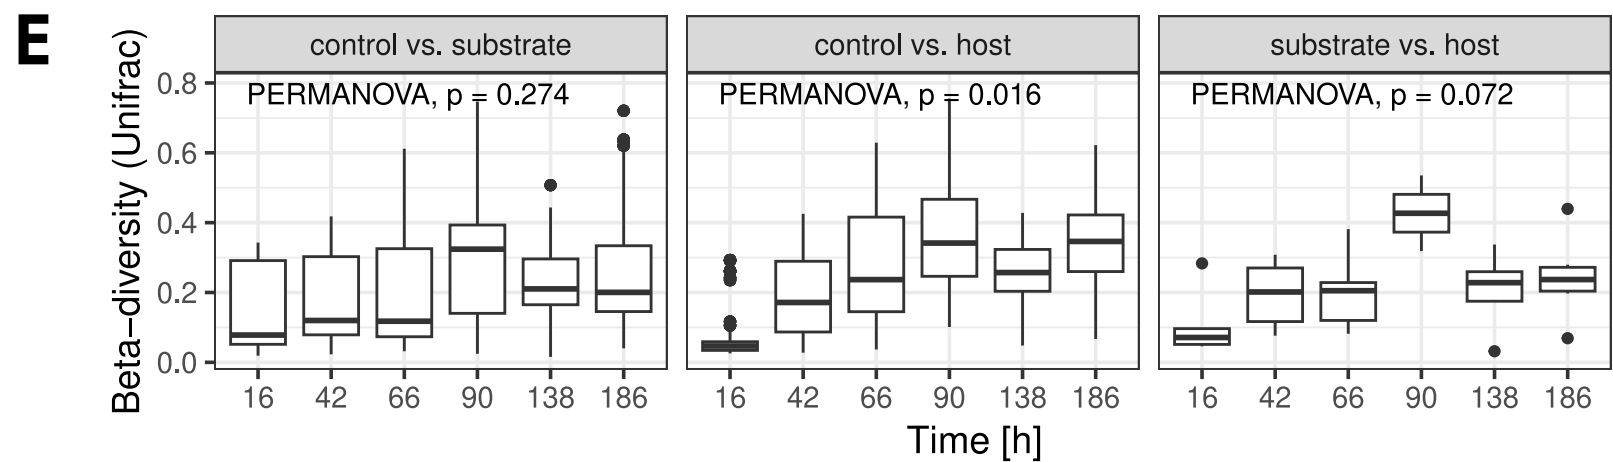 E
control vs. substrate
control vs. host
substrate vs. host
PERMANOVA, p = 0.274
PERMANOVA, p = 0.016
PERMANOVA, p = 0.072
Beta−diversity (Unifrac)
0.8
0.6
0.4
0.2
0.0
16 42 66 90 138 186
16 42 66 90 138 186
16 42 66 90 138 186
Time [h]